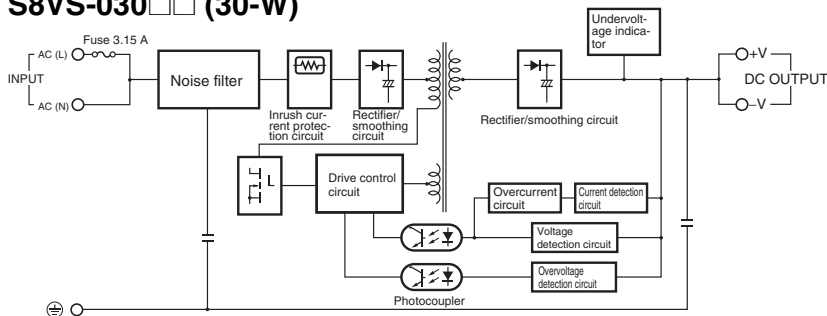 S8VS-030□□ (30-W)
Fuse 3.15 A
AC (L)
INPUT
AC (N)
Noise filter
Inrush cur-
rent protec-
tion circuit
Rectifier/
smoothing
circuit
Rectifier/smoothing circuit
Undervolt-
age indica-
tor
+V
DC OUTPUT
–V
Drive control
circuit
Overcurrent
circuit
Current detection
circuit
Voltage
detection circuit
Overvoltage
detection circuit
Photocoupler